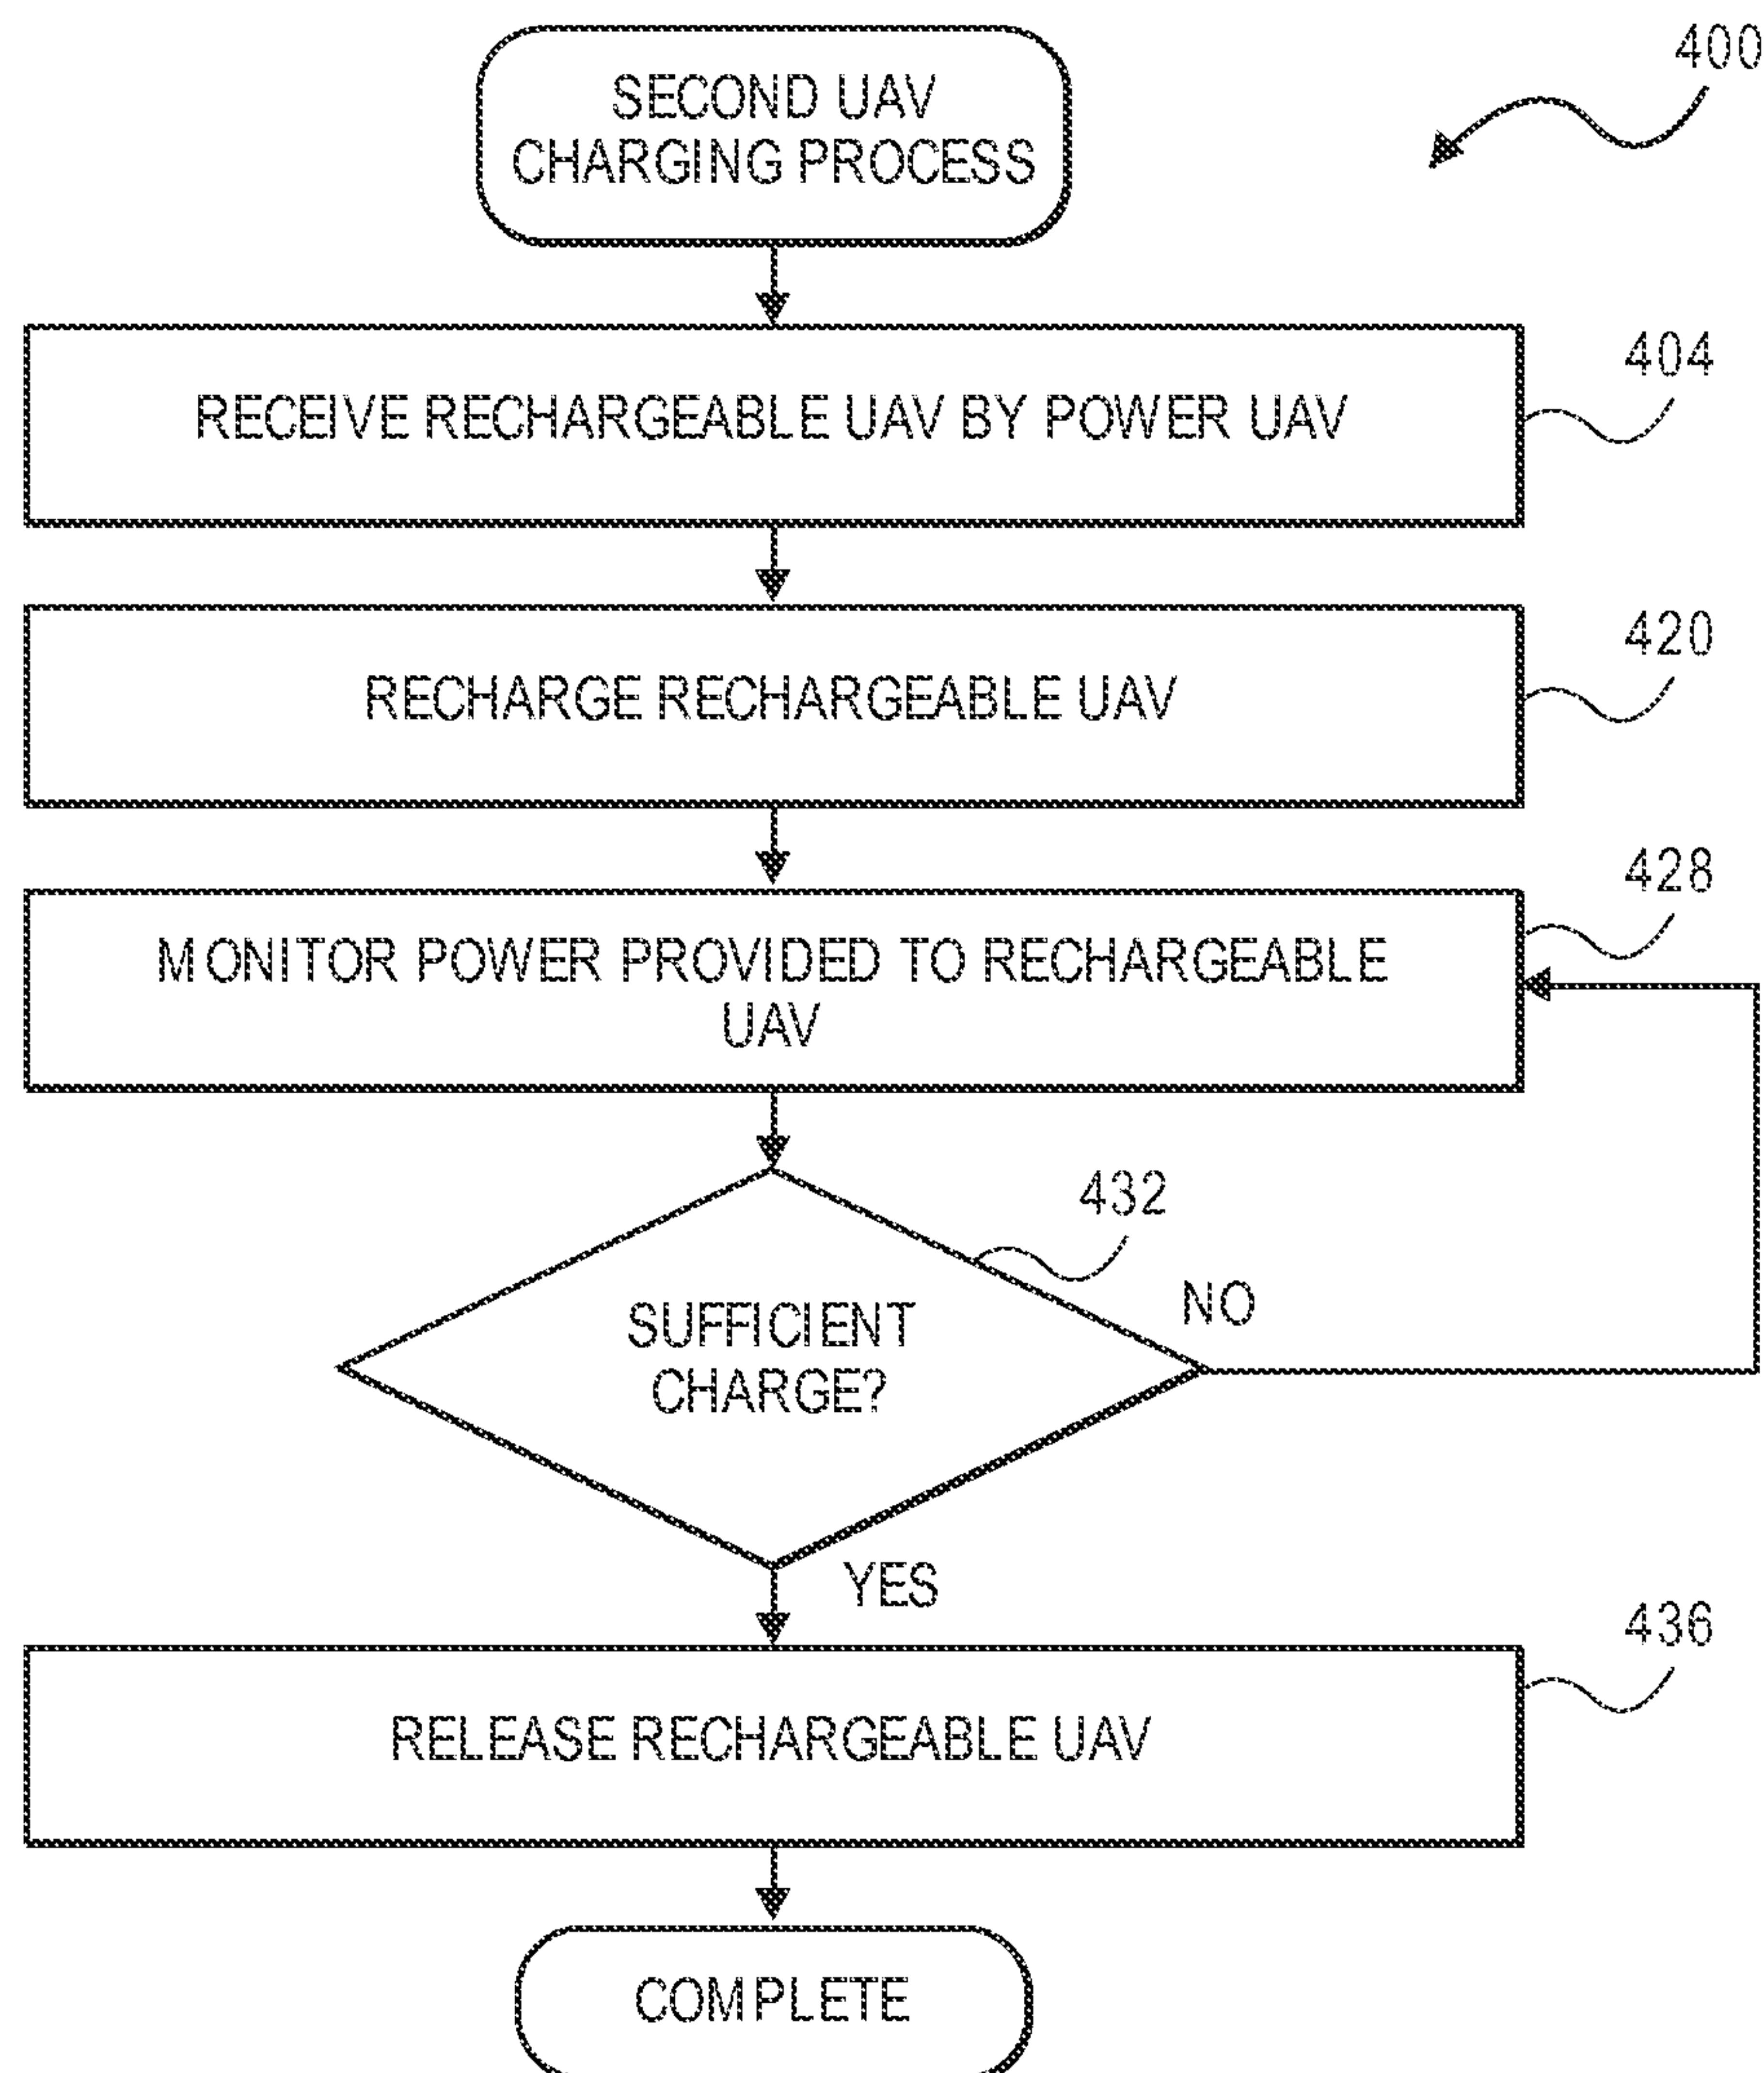 400
SECOND UAV
CHARGING PROCESS
404
RECEIVE RECHARGEABLE UAV BY POWER UAV
420
RECHARGE RECHARGEABLE UAV
428
MONITOR POWER PROVIDED TO RECHARGEABLE
UAV
432
NO
SUFFICIENT
CHARGE?
YES
436
RELEASE RECHARGEABLE UAV
COMPLETE